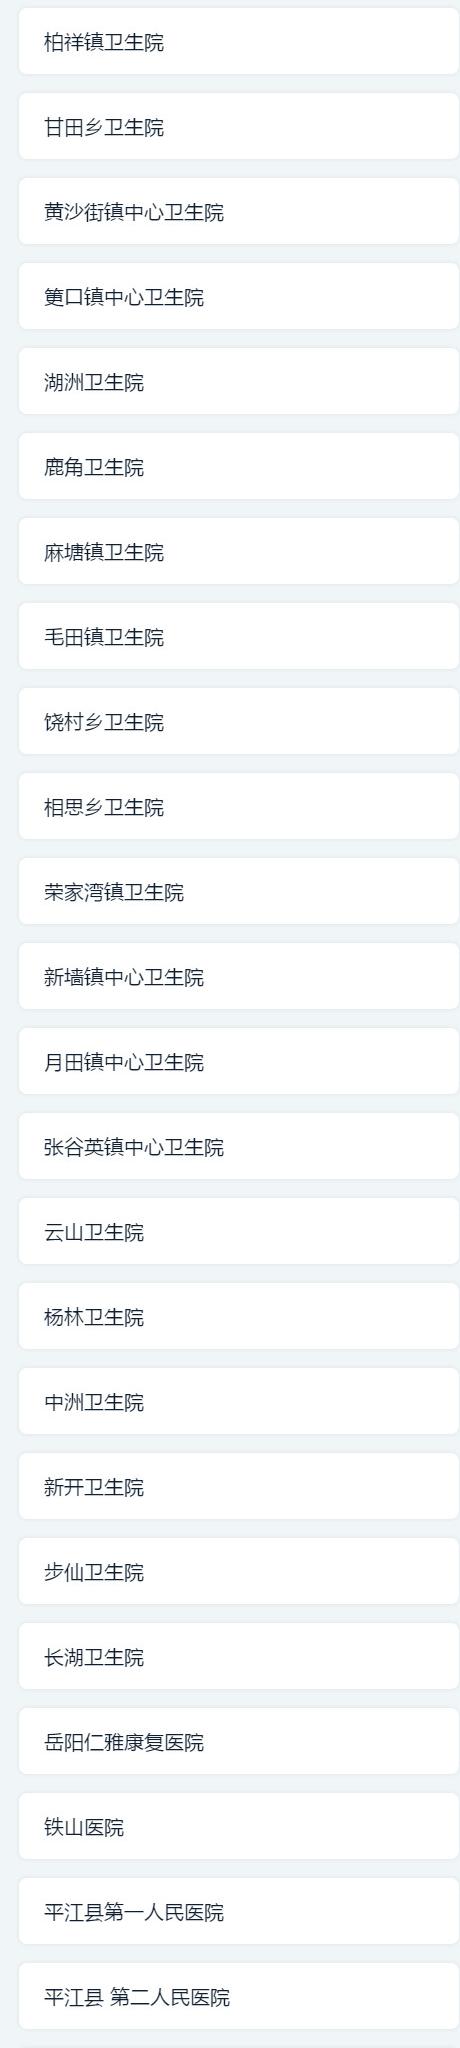 柏祥镇卫生院
甘田乡卫生院
黄沙街镇中心卫生院
筻口镇中心卫生院
湖洲卫生院
鹿角卫生院
麻塘镇卫生院
毛田镇卫生院
饶村乡卫生院
相思乡卫生院
荣家湾镇卫生院
新墙镇中心卫生院
月田镇中心卫生院
张谷英镇中心卫生院
云山卫生院
杨林卫生院
中洲卫生院
新开卫生院
步仙卫生院
长湖卫生院
岳阳仁雅康复医院
铁山医院
平江县第一人民医院
平江县 第二人民医院